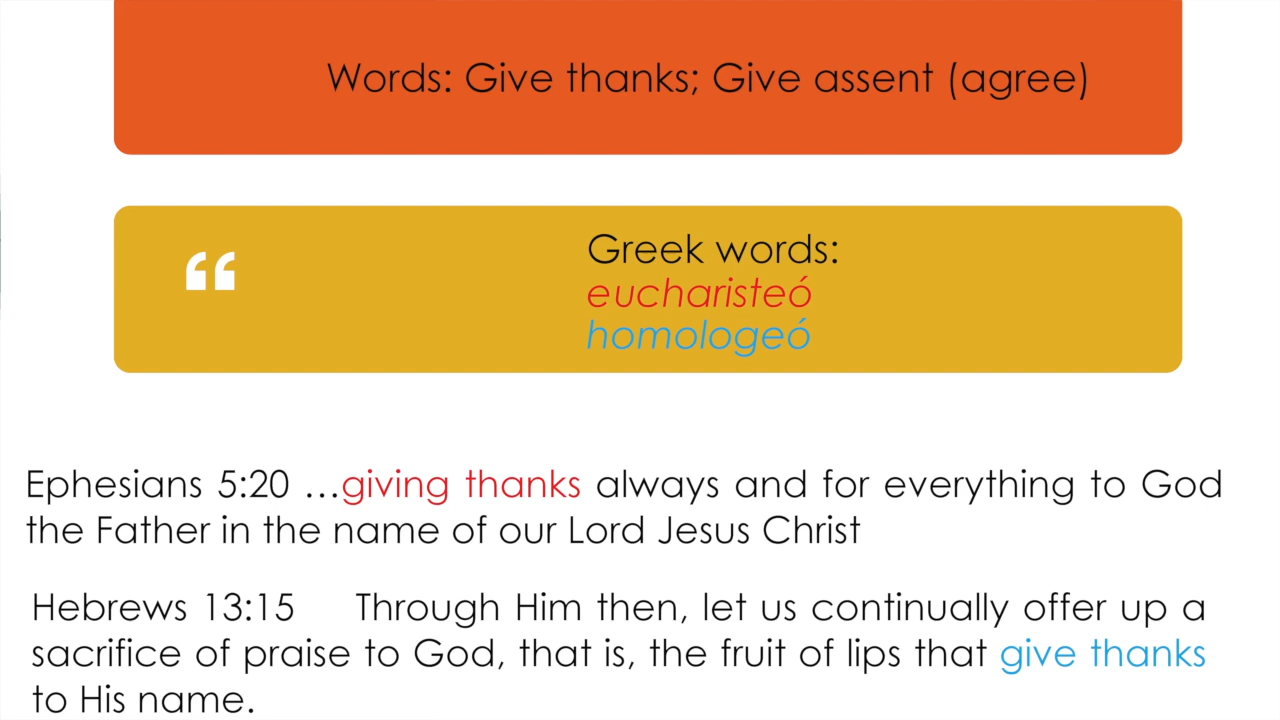 Words: Give thanks; Give assent (agree)
“
Greek words:
eucharisteó
homologeó
Ephesians 5:20 …giving thanks always and for everything to God
the Father in the name of our Lord Jesus Christ
Hebrews 13:15 Through Him then, let us continually offer up a
sacrifice of praise to God, that is, the fruit of lips that give thanks
to His name.